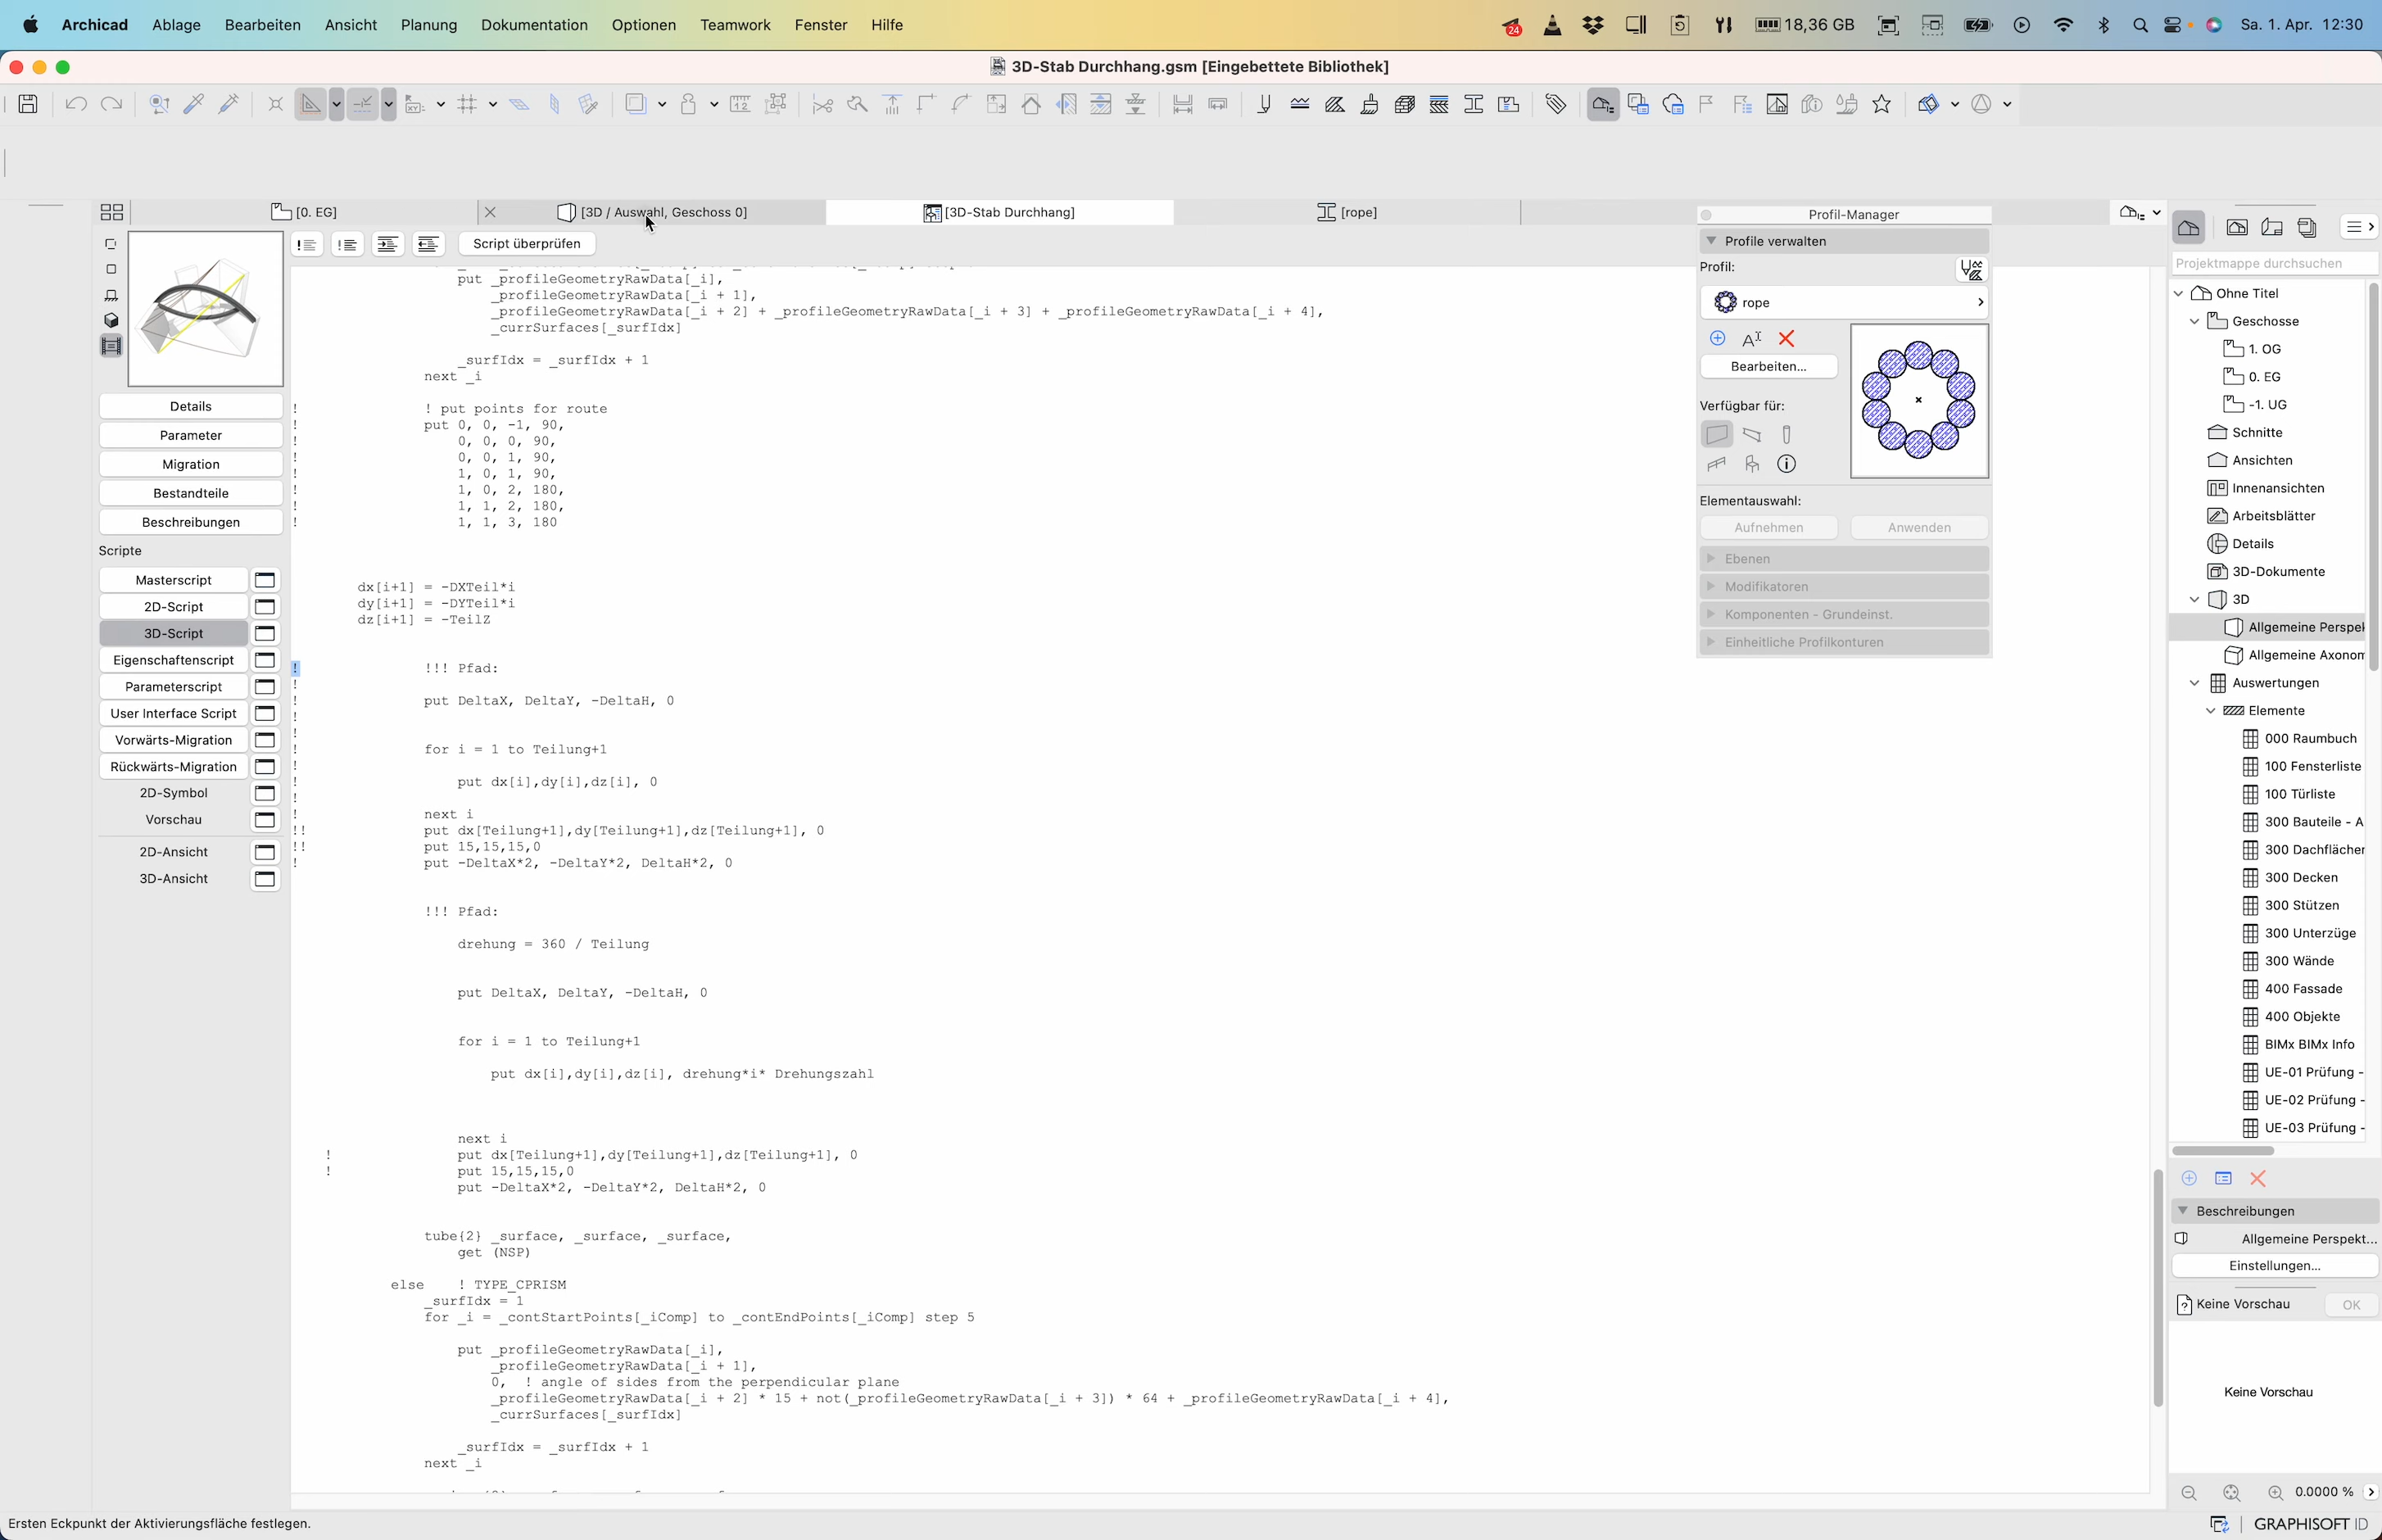 Archicad Ablage Bearbeiten Ansicht Planung Dokumentation Optionen Teamwork Fenster Hilfe 24 18,36 GB Sa. 1. Apr. 12:30
3D-Stab Durchhang.gsm [Eingebettete Bibliothek]
[0. EG] [3D / Auswahl, Geschoss 0] [3D-Stab Durchhang] [rope]
Script überprüfen
Details
Parameter
Migration
Bestandteile
Beschreibungen
Scripte
Masterscript
2D-Script
3D-Script
Eigenschaftenscript
Parameterscript
User Interface Script
Vorwärts-Migration
Rückwärts-Migration
2D-Symbol
Vorschau
2D-Ansicht
3D-Ansicht
put _profileGeometryRawData[_i],
_profileGeometryRawData[_i + 1],
_profileGeometryRawData[_i + 2] + _profileGeometryRawData[_i + 3] + _profileGeometryRawData[_i + 4],
_currSurfaces[_surfIdx]
_surfIdx = _surfIdx + 1
next _i
! ! put points for route
! put 0, 0, -1, 90,
! 0, 0, 0, 90,
! 0, 0, 1, 90,
! 1, 0, 1, 90,
! 1, 0, 2, 180,
! 1, 1, 2, 180,
! 1, 1, 3, 180
dx[i+1] = -DXTeil*i
dy[i+1] = -DYTeil*i
dz[i+1] = -TeilZ
! !!! Pfad:
!
! put DeltaX, DeltaY, -DeltaH, 0
!
!
! for i = 1 to Teilung+1
!
! put dx[i],dy[i],dz[i], 0
!
! next i
!! put dx[Teilung+1],dy[Teilung+1],dz[Teilung+1], 0
!! put 15,15,15,0
! put -DeltaX*2, -DeltaY*2, DeltaH*2, 0
!!! Pfad:
drehung = 360 / Teilung
put DeltaX, DeltaY, -DeltaH, 0
for i = 1 to Teilung+1
put dx[i],dy[i],dz[i], drehung*i* Drehungszahl
next i
! put dx[Teilung+1],dy[Teilung+1],dz[Teilung+1], 0
! put 15,15,15,0
put -DeltaX*2, -DeltaY*2, DeltaH*2, 0
tube{2} _surface, _surface, _surface,
get (NSP)
else ! TYPE_CPRISM
_surfIdx = 1
for _i = _contStartPoints[_iComp] to _contEndPoints[_iComp] step 5
put _profileGeometryRawData[_i],
_profileGeometryRawData[_i + 1],
0, ! angle of sides from the perpendicular plane
_profileGeometryRawData[_i + 2] * 15 + not(_profileGeometryRawData[_i + 3]) * 64 + _profileGeometryRawData[_i + 4],
_currSurfaces[_surfIdx]
_surfIdx = _surfIdx + 1
next _i
Profil-Manager
Profile verwalten
Profil:
rope
Bearbeiten...
Verfügbar für:
Elementauswahl:
Aufnehmen Anwenden
Ebenen
Modifikatoren
Komponenten - Grundeinst.
Einheitliche Profilkonturen
Projektmappe durchsuchen
Ohne Titel
Geschosse
1. OG
0. EG
-1. UG
Schnitte
Ansichten
Innenansichten
Arbeitsblätter
Details
3D-Dokumente
3D
Allgemeine Perspek
Allgemeine Axonom
Auswertungen
Elemente
000 Raumbuch
100 Fensterliste
100 Türliste
300 Bauteile - A
300 Dachflächen
300 Decken
300 Stützen
300 Unterzüge
300 Wände
400 Fassade
400 Objekte
BIMx BIMx Info
UE-01 Prüfung -
UE-02 Prüfung -
UE-03 Prüfung -
Beschreibungen
Allgemeine Perspekt...
Einstellungen...
Keine Vorschau OK
Keine Vorschau
0.0000 %
Ersten Eckpunkt der Aktivierungsfläche festlegen.
GRAPHISOFT ID